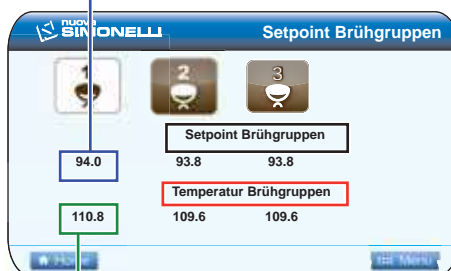 nuova
SIMONELLI Setpoint Brühgruppen
1 2 3
Setpoint Brühgruppen
94.0 93.8 93.8
Temperatur Brühgruppen
110.8 109.6 109.6
Home Menu